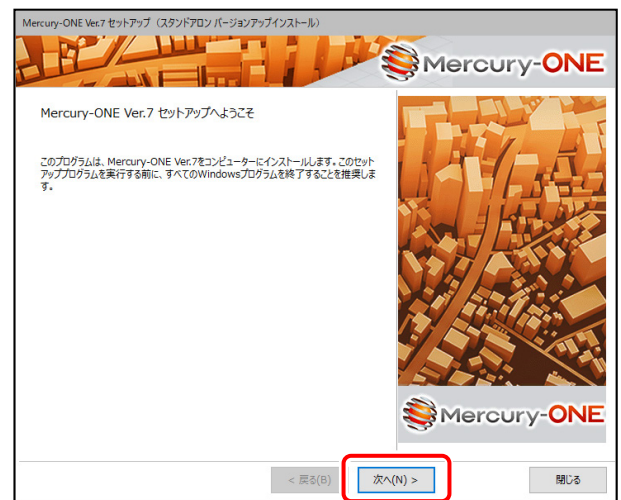 Mercury-ONE Ver.7 セットアップ（スタンドアロン バージョンアップインストール）
Mercury-ONE
Mercury-ONE Ver.7 セットアップへようこそ
このプログラムは、Mercury-ONE Ver.7をコンピューターにインストールします。このセット
アッププログラムを実行する前に、すべてのWindowsプログラムを終了することを推奨しま
す。
Mercury-ONE
< 戻る(B)
次へ(N) >
閉じる